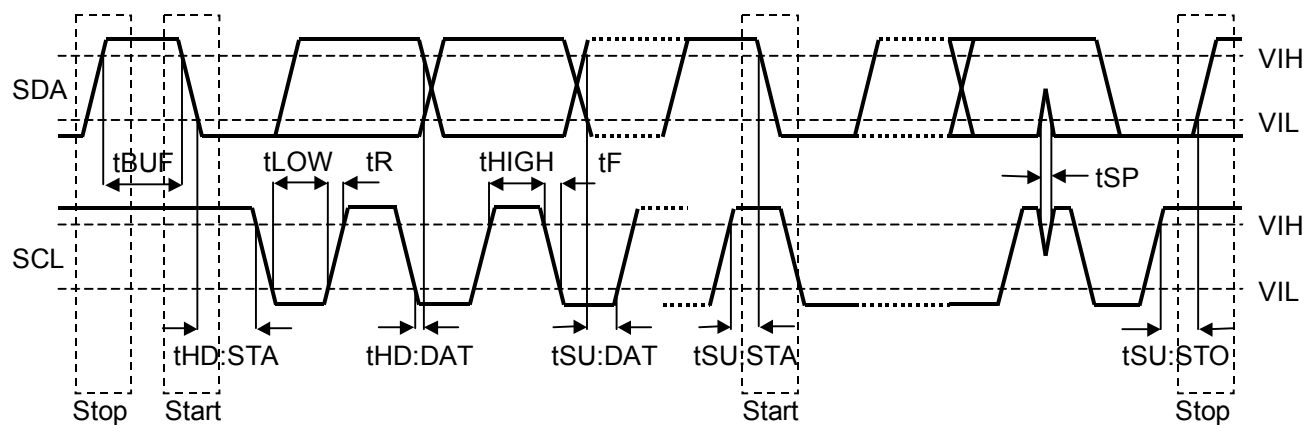 VIH
SDA
VIL
tBUF tLOW tR tHIGH tF tSP
VIH
SCL
VIL
tHD:STA tHD:DAT tSU:DAT tSU:STA tSU:STO
Stop Start Start Stop